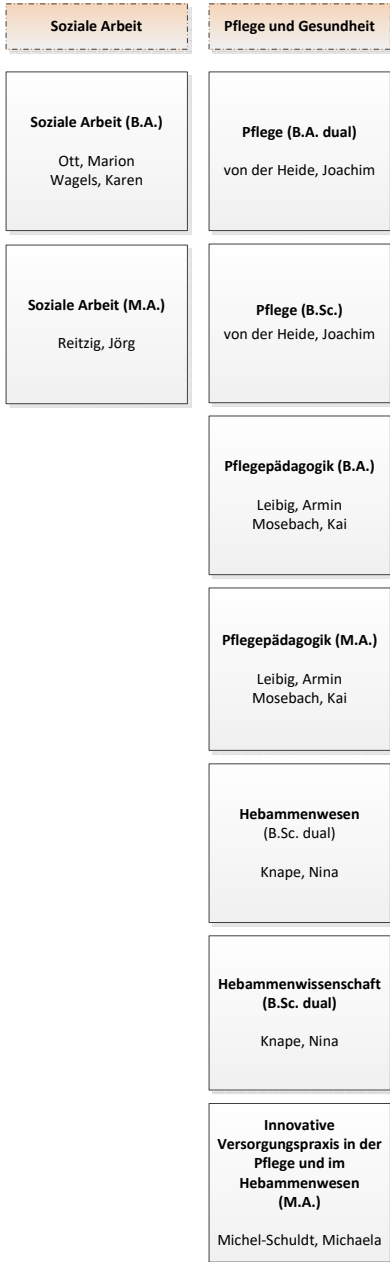 Soziale Arbeit
Soziale Arbeit (B.A.)
Ott, Marion
Wagels, Karen
Soziale Arbeit (M.A.)
Reitzig, Jörg
Pflege und Gesundheit
Pflege (B.A. dual)
von der Heide, Joachim
Pflege (B.Sc.)
von der Heide, Joachim
Pflegepädagogik (B.A.)
Leibig, Armin
Mosebach, Kai
Pflegepädagogik (M.A.)
Leibig, Armin
Mosebach, Kai
Hebammenwesen
(B.Sc. dual)
Knape, Nina
Hebammenwissenschaft
(B.Sc. dual)
Knape, Nina
Innovative
Versorgungspraxis in der
Pflege und im
Hebammenwesen
(M.A.)
Michel-Schuldt, Michaela